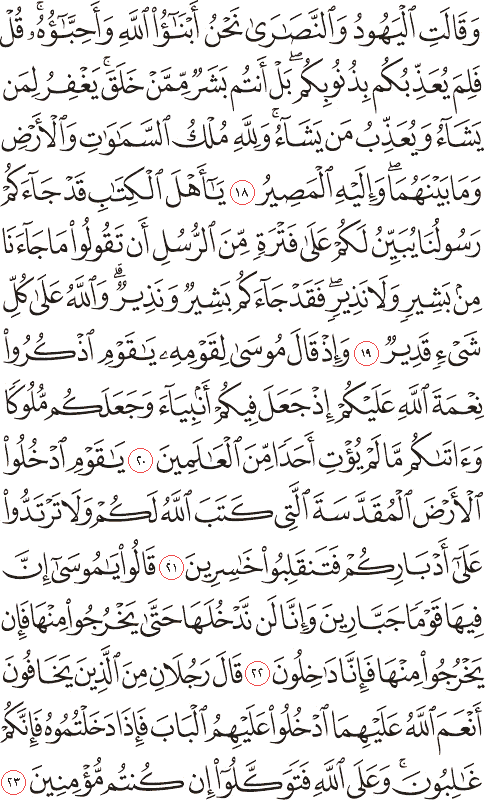 وَقَالَتِ ٱلْيَهُودُ وَٱلنَّصَٰرَىٰ نَحْنُ أَبْنَٰٓؤُا۟ ٱللَّهِ وَأَحِبَّٰٓؤُهُۥ ۚ قُلْ
فَلِمَ يُعَذِّبُكُم بِذُنُوبِكُم ۖ بَلْ أَنتُم بَشَرٌ مِّمَّنْ خَلَقَ ۚ يَغْفِرُ لِمَن
يَشَآءُ وَيُعَذِّبُ مَن يَشَآءُ ۚ وَلِلَّهِ مُلْكُ ٱلسَّمَٰوَٰتِ وَٱلْأَرْضِ
وَمَا بَيْنَهُمَا ۖ وَإِلَيْهِ ٱلْمَصِيرُ ١٨ يَٰٓأَهْلَ ٱلْكِتَٰبِ قَدْ جَآءَكُمْ
رَسُولُنَا يُبَيِّنُ لَكُمْ عَلَىٰ فَتْرَةٍ مِّنَ ٱلرُّسُلِ أَن تَقُولُوا۟ مَا جَآءَنَا
مِنۢ بَشِيرٍ وَلَا نَذِيرٍ ۖ فَقَدْ جَآءَكُم بَشِيرٌ وَنَذِيرٌ ۗ وَٱللَّهُ عَلَىٰ كُلِّ
شَىْءٍ قَدِيرٌ ١٩ وَإِذْ قَالَ مُوسَىٰ لِقَوْمِهِۦ يَٰقَوْمِ ٱذْكُرُوا۟
نِعْمَةَ ٱللَّهِ عَلَيْكُمْ إِذْ جَعَلَ فِيكُمْ أَنۢبِيَآءَ وَجَعَلَكُم مُّلُوكًا
وَءَاتَىٰكُم مَّا لَمْ يُؤْتِ أَحَدًا مِّنَ ٱلْعَٰلَمِينَ ٢٠ يَٰقَوْمِ ٱدْخُلُوا۟
ٱلْأَرْضَ ٱلْمُقَدَّسَةَ ٱلَّتِى كَتَبَ ٱللَّهُ لَكُمْ وَلَا تَرْتَدُّوا۟
عَلَىٰٓ أَدْبَارِكُمْ فَتَنقَلِبُوا۟ خَٰسِرِينَ ٢١ قَالُوا۟ يَٰمُوسَىٰٓ إِنَّ
فِيهَا قَوْمًا جَبَّارِينَ وَإِنَّا لَن نَّدْخُلَهَا حَتَّىٰ يَخْرُجُوا۟ مِنْهَا فَإِن
يَخْرُجُوا۟ مِنْهَا فَإِنَّا دَٰخِلُونَ ٢٢ قَالَ رَجُلَانِ مِنَ ٱلَّذِينَ يَخَافُونَ
أَنْعَمَ ٱللَّهُ عَلَيْهِمَا ٱدْخُلُوا۟ عَلَيْهِمُ ٱلْبَابَ فَإِذَا دَخَلْتُمُوهُ فَإِنَّكُمْ
غَٰلِبُونَ ۚ وَعَلَى ٱللَّهِ فَتَوَكَّلُوٓا۟ إِن كُنتُم مُّؤْمِنِينَ ٢٣